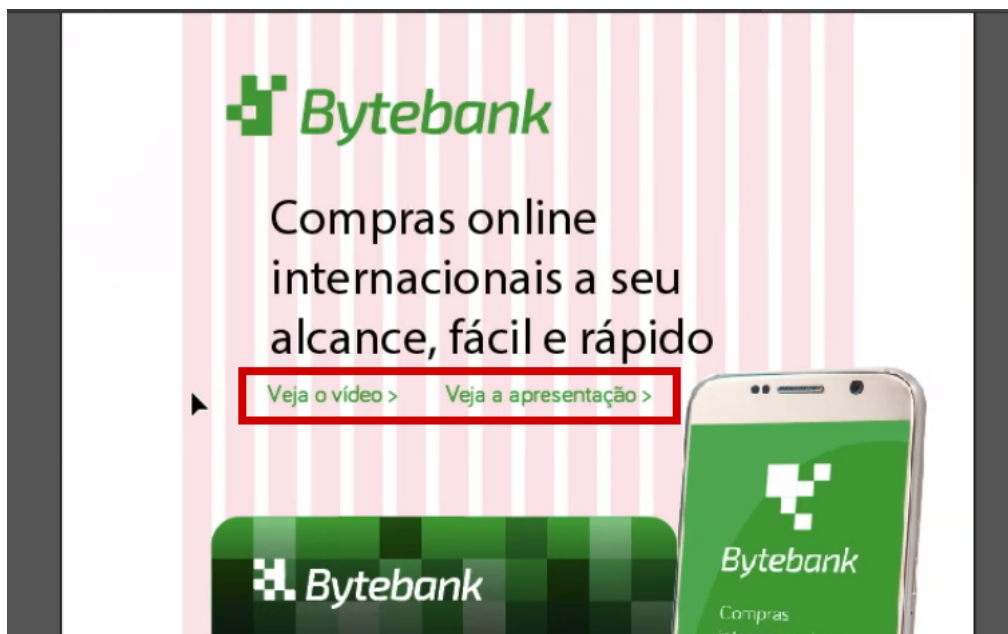 Bytebank
Compras online
internacionais a seu
alcance, fácil e rápido
Veja o vídeo > Veja a apresentação >
Bytebank
Bytebank
Compras